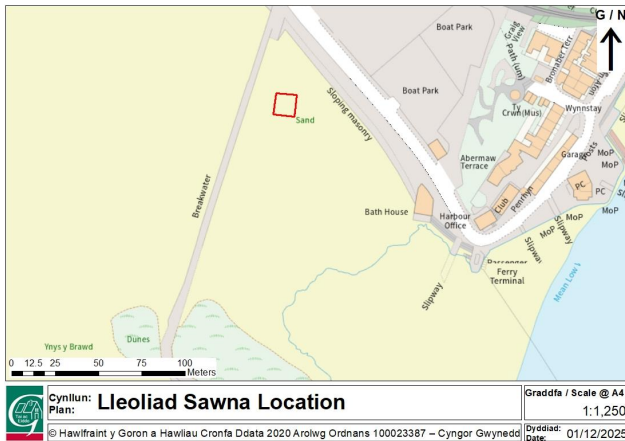 G / N
Boat Park
Graig
View
Path (um)
Bronaber Terr.
Boat Park
Ty
Crwn(Mus)
Wynnstay
Sand
Sloping masonry
Abermaw
Terrace
Garage
Posts
MoP
MoP
Breakwater
Club
Penrhyn
PC
PC
MoP
Bath House
Harbour
Office
MoP
MoP
Slipway
Slipway
Passenger
Ferry
Terminal
Slipway
Mean Low
Dunes
Ynys y Brawd
0 12.5 25 50 75 100
Meters
Cynllun:
Plan:
Lleoliad Sawna Location
Graddfa / Scale @ A4
1:1,250
© Hawlfraint y Goron a Hawliau Cronfa Ddata 2020 Arolwg Ordnans 100023387 – Cyngor Gwynedd
Dyddiad:
Date:
01/12/2025